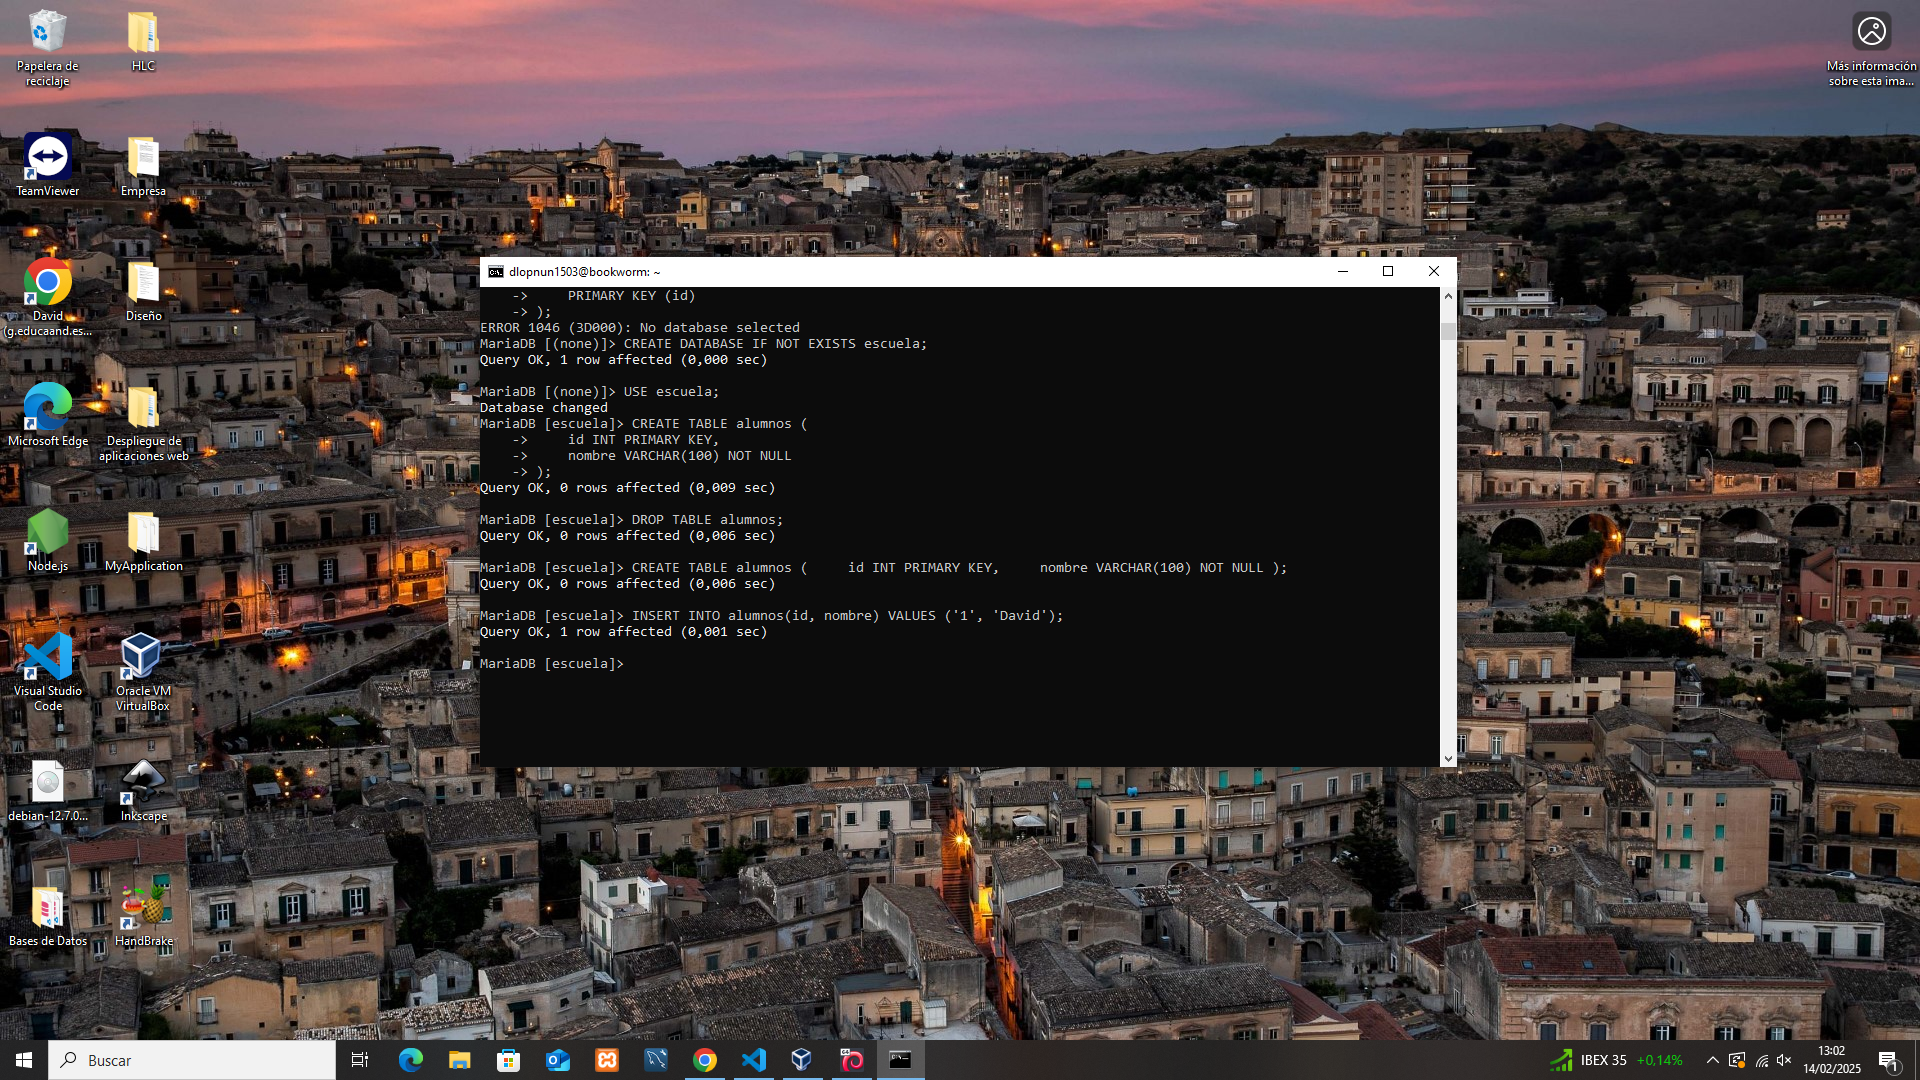 Papelera de
reciclaje
HLC
Más información
sobre esta ima...
TeamViewer
Empresa
David
(g.educaand.es...
Diseño
Microsoft Edge
Despliegue de
aplicaciones web
Node.js
MyApplication
Visual Studio
Code
Oracle VM
VirtualBox
debian-12.7.0...
Inkscape
Bases de Datos
HandBrake
dlopnun1503@bookworm: ~
    ->     PRIMARY KEY (id)
    -> );
ERROR 1046 (3D000): No database selected
MariaDB [(none)]> CREATE DATABASE IF NOT EXISTS escuela;
Query OK, 1 row affected (0,000 sec)
MariaDB [(none)]> USE escuela;
Database changed
MariaDB [escuela]> CREATE TABLE alumnos (
    ->     id INT PRIMARY KEY,
    ->     nombre VARCHAR(100) NOT NULL
    -> );
Query OK, 0 rows affected (0,009 sec)
MariaDB [escuela]> DROP TABLE alumnos;
Query OK, 0 rows affected (0,006 sec)
MariaDB [escuela]> CREATE TABLE alumnos (     id INT PRIMARY KEY,     nombre VARCHAR(100) NOT NULL );
Query OK, 0 rows affected (0,006 sec)
MariaDB [escuela]> INSERT INTO alumnos(id, nombre) VALUES ('1', 'David');
Query OK, 1 row affected (0,001 sec)
MariaDB [escuela]>
Buscar
IBEX 35 +0,14%
13:02
14/02/2025
1